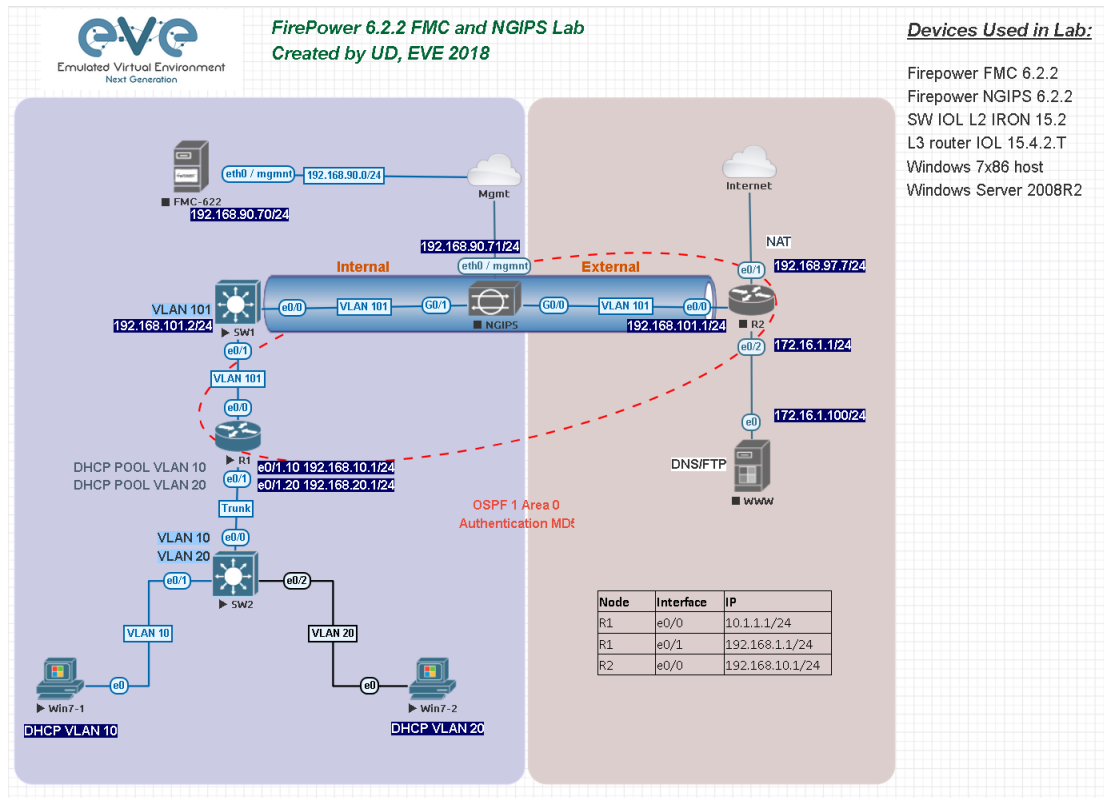 eve
Emulated Virtual Environment
Next Generation
FirePower 6.2.2 FMC and NGIPS Lab
Created by UD, EVE 2018
Devices Used in Lab:
Firepower FMC 6.2.2
Firepower NGIPS 6.2.2
SW IOL L2 IRON 15.2
L3 router IOL 15.4.2.T
Windows 7x86 host
Windows Server 2008R2
eth0 / mgmnt
192.168.90.0/24
Mgmt
FMC-622
192.168.90.70/24
Internet
NAT
192.168.90.71/24
eth0 / mgmnt
e0/1
192.168.97.7/24
Internal
External
VLAN 101
192.168.101.2/24
SW1
e0/0
VLAN 101
G0/1
NGIPS
G0/0
VLAN 101
e0/0
192.168.101.1/24
R2
e0/1
e0/2
172.16.1.1/24
VLAN 101
e0/0
e0
172.16.1.100/24
R1
DHCP POOL VLAN 10
DHCP POOL VLAN 20
e0/1
e0/1.10 192.168.10.1/24
e0/1.20 192.168.20.1/24
DNS/FTP
WWW
Trunk
OSPF 1 Area 0
Authentication MD5
VLAN 10
VLAN 20
e0/0
SW2
e0/1
e0/2
VLAN 10
VLAN 20
Node Interface IP
R1 e0/0 10.1.1.1/24
R1 e0/1 192.168.1.1/24
R2 e0/0 192.168.10.1/24
e0
Win7-1
DHCP VLAN 10
e0
Win7-2
DHCP VLAN 20